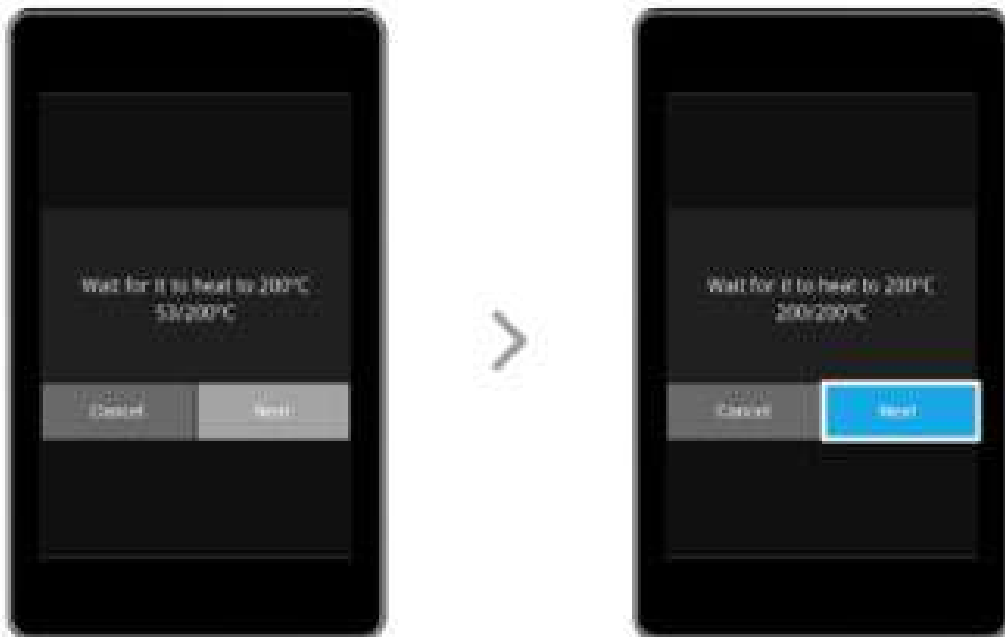 Wait for it to heat to 200°C
53/200°C
Cancel
Next
Wait for it to heat to 200°C
200/200°C
Cancel
Next